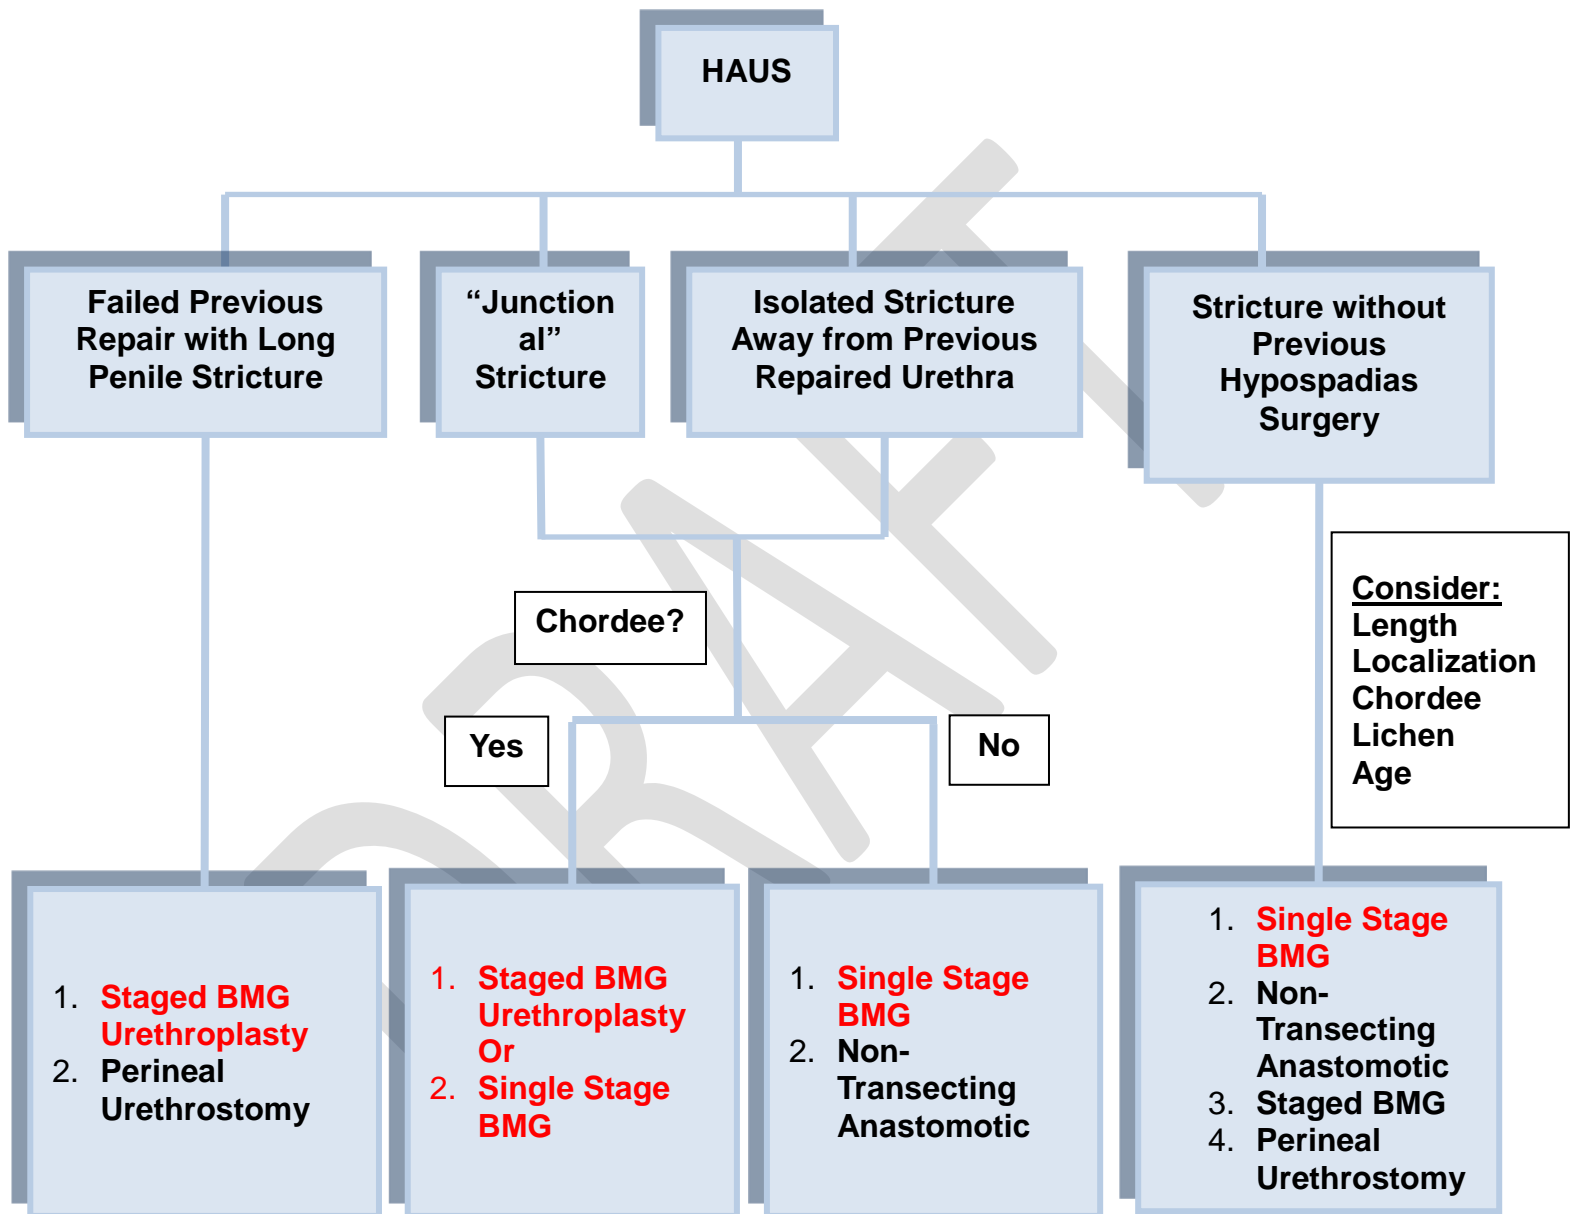 HAUS
Failed Previous
Repair with Long
Penile Stricture
“Junction
al”
Stricture
Isolated Stricture
Away from Previous
Repaired Urethra
Stricture without
Previous
Hypospadias
Surgery
Chordee?
Yes
No
Consider:
Length
Localization
Chordee
Lichen
Age
1. Staged BMG
Urethroplasty
2. Perineal
Urethrostomy
1. Staged BMG
Urethroplasty
Or
2. Single Stage
BMG
1. Single Stage
BMG
2. Non-
Transecting
Anastomotic
1. Single Stage
BMG
2. Non-
Transecting
Anastomotic
3. Staged BMG
4. Perineal
Urethrostomy
DRAFT